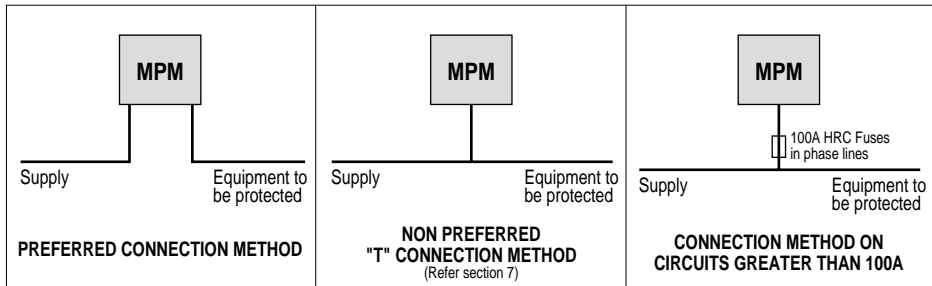 MPM
Supply
Equipment to
be protected
PREFERRED CONNECTION METHOD
MPM
Supply
Equipment to
be protected
NON PREFERRED
"T" CONNECTION METHOD
(Refer section 7)
MPM
100A HRC Fuses
in phase lines
Supply
Equipment to
be protected
CONNECTION METHOD ON
CIRCUITS GREATER THAN 100A